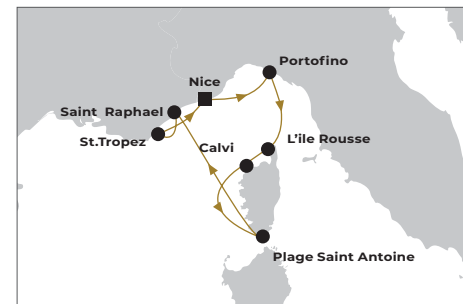 Portofino
Nice
Saint Raphael
St.Tropez
Calvi
L'ile Rousse
Plage Saint Antoine